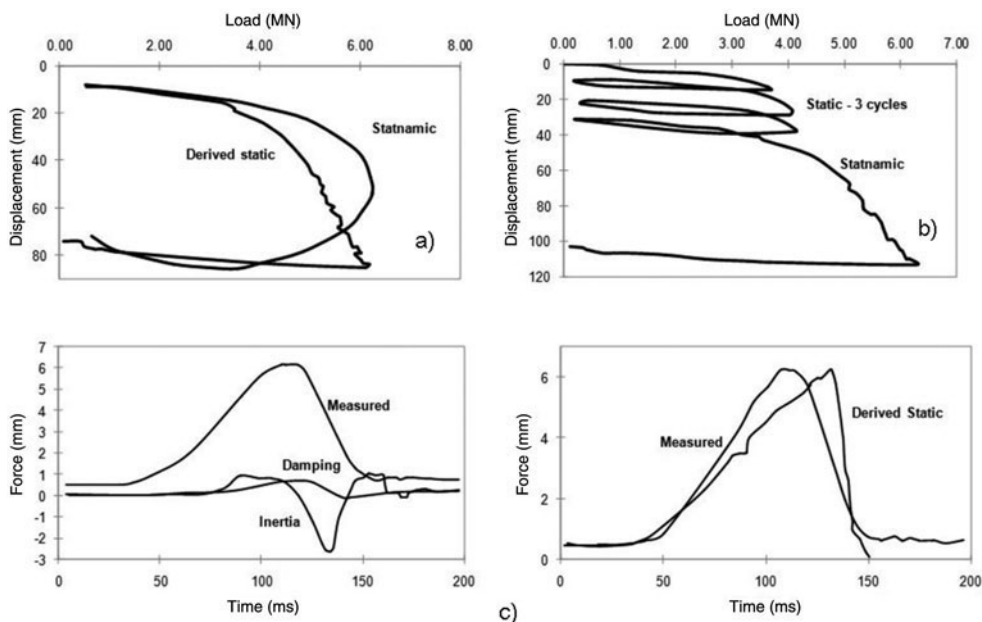 Load (MN)
0.00 2.00 4.00 6.00 8.00
0
20
40
60
80
Displacement (mm)
Derived static
Statnamic
a)
Load (MN)
0.00 1.00 2.00 3.00 4.00 5.00 6.00 7.00
0
20
40
60
80
100
120
Displacement (mm)
Static - 3 cycles
Statnamic
b)
7
6
5
4
3
2
1
0
-1
-2
-3
Force (mm)
Measured
Damping
Inertia
0 50 100 150 200
Time (ms)
c)
6
4
2
0
Force (mm)
Measured
Derived Static
0 50 100 150 200
Time (ms)